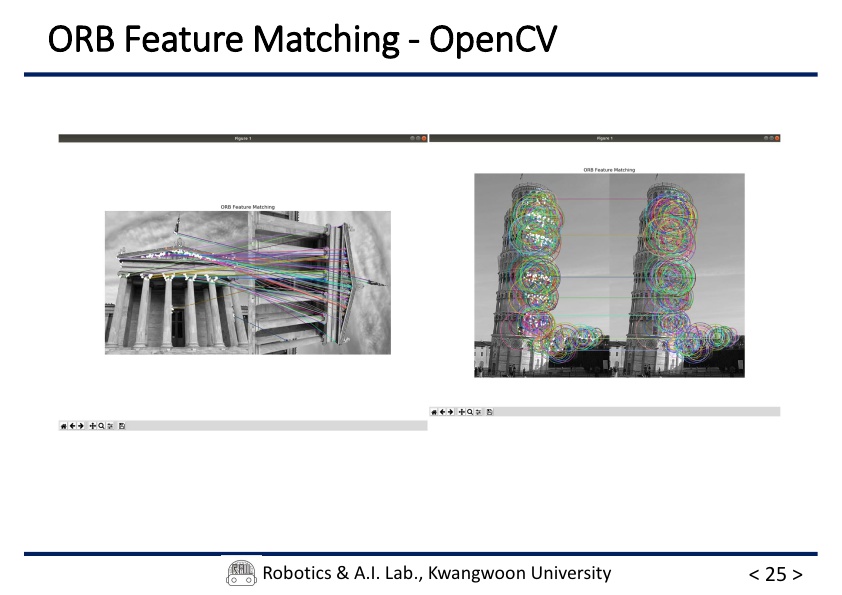 ORB Feature Matching - OpenCV
Figure 1
Figure 1
ORB Feature Matching
ORB Feature Matching
RAIL
Robotics & A.I. Lab., Kwangwoon University
< 25 >